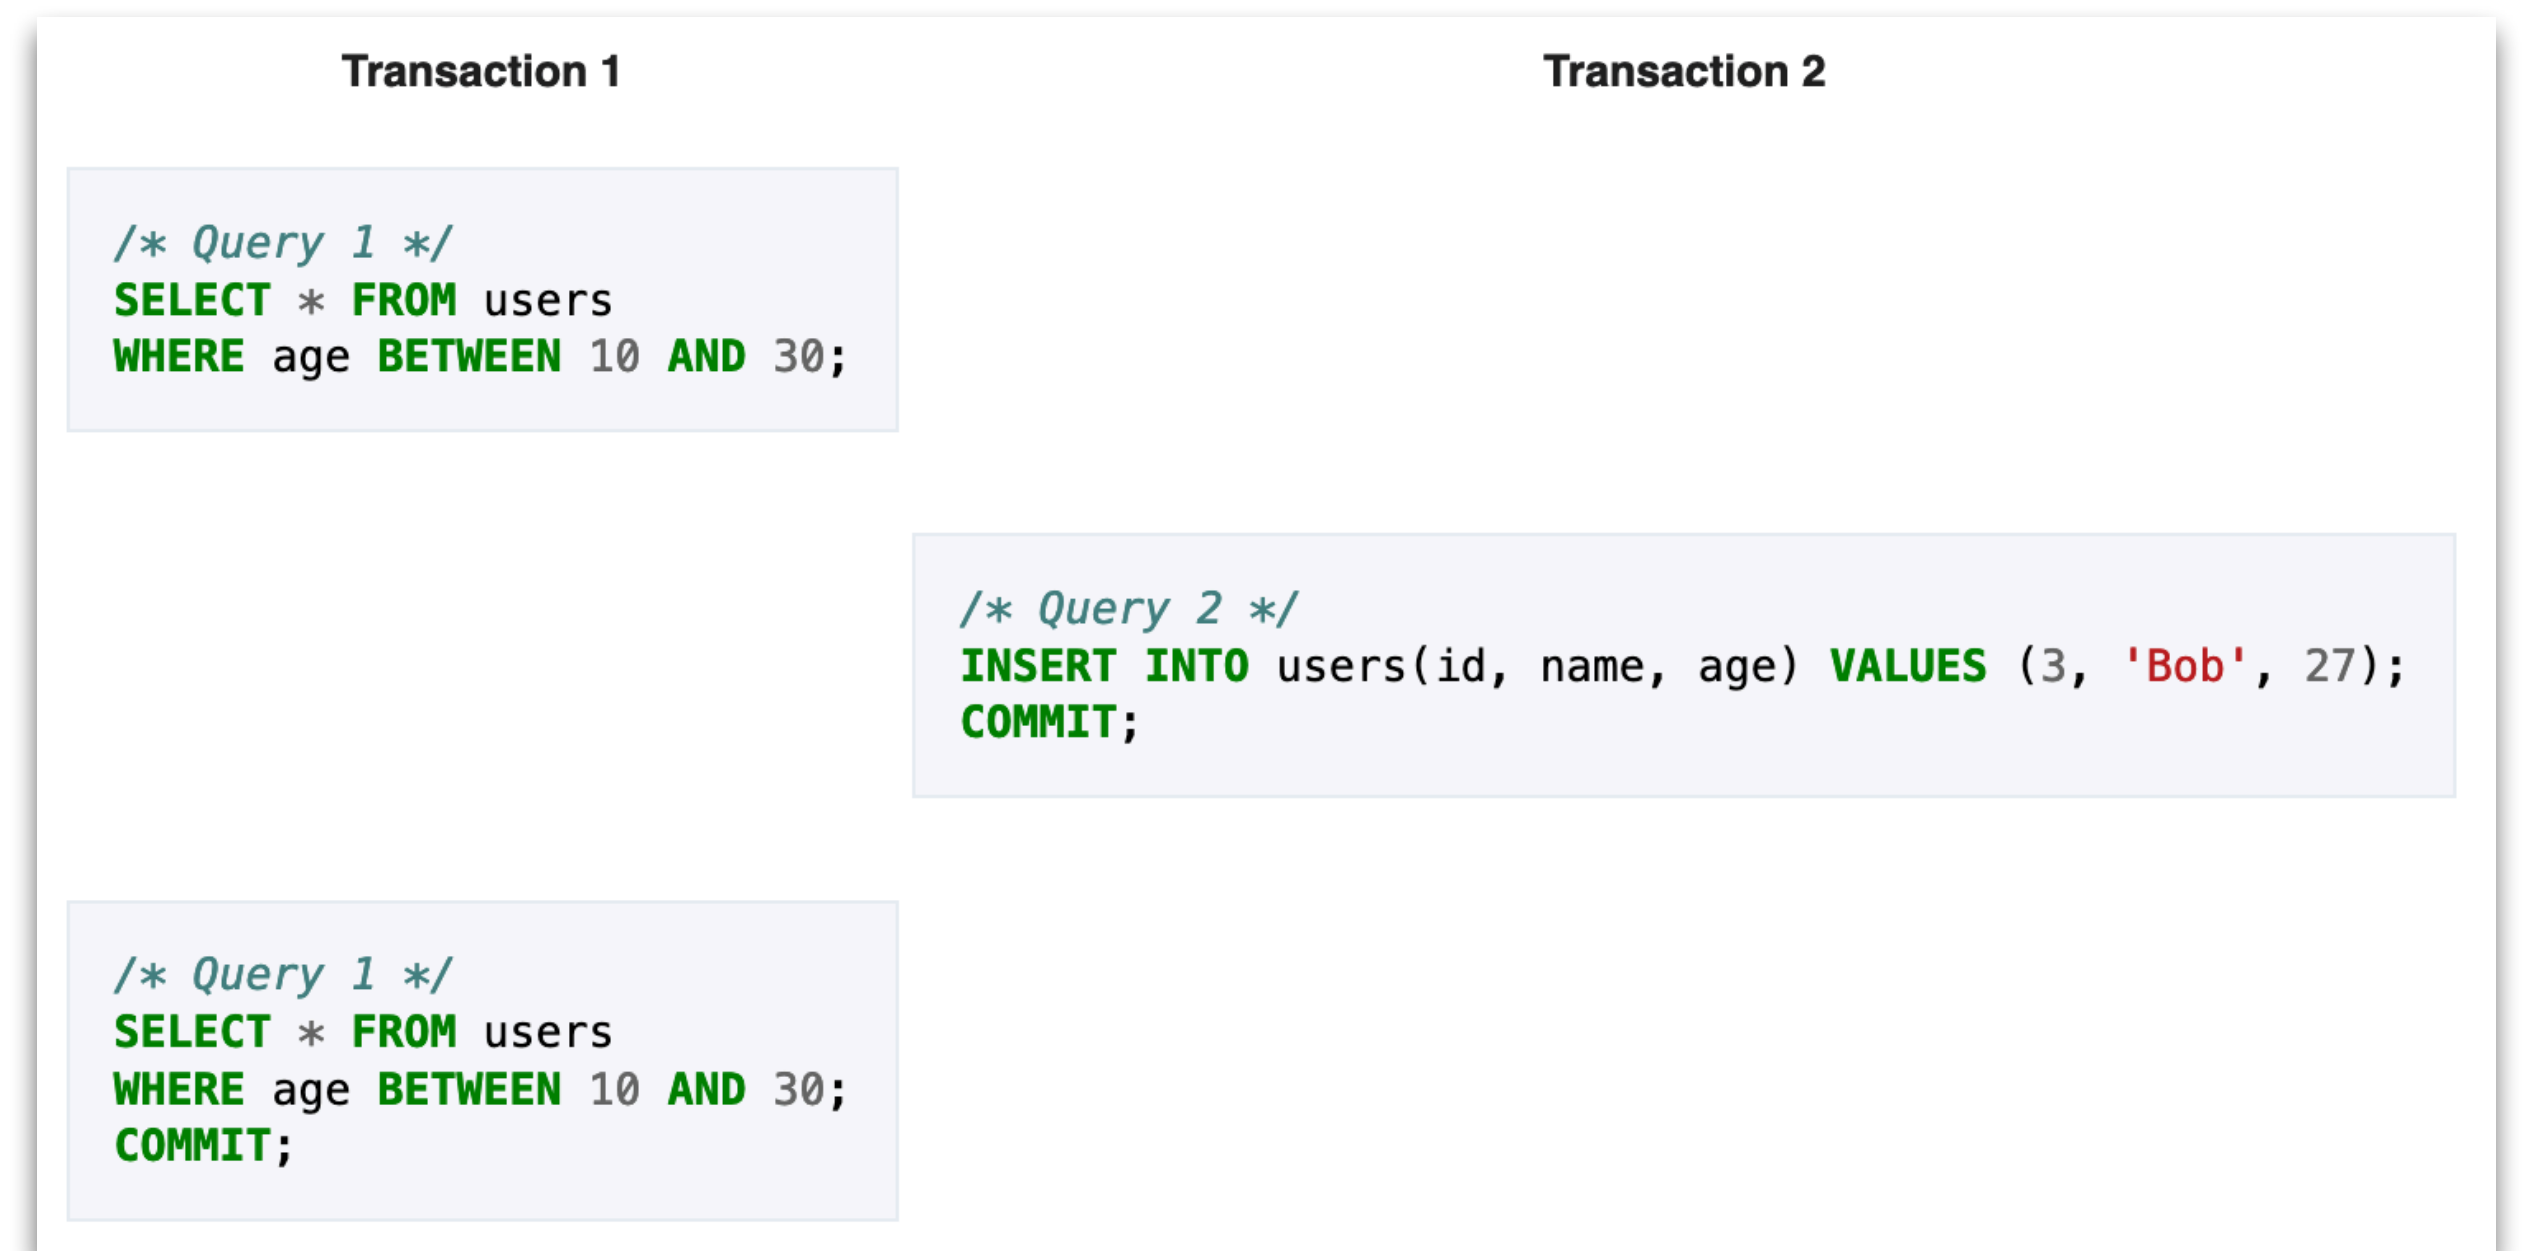 Transaction 1
Transaction 2
/* Query 1 */
SELECT * FROM users
WHERE age BETWEEN 10 AND 30;
/* Query 2 */
INSERT INTO users(id, name, age) VALUES (3, 'Bob', 27);
COMMIT;
/* Query 1 */
SELECT * FROM users
WHERE age BETWEEN 10 AND 30;
COMMIT;